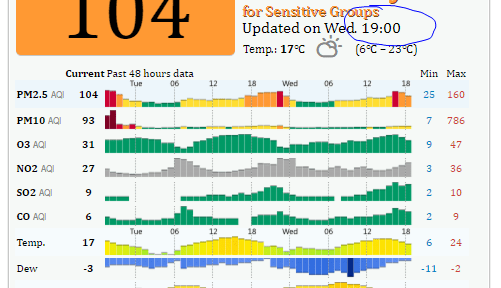 104
for Sensitive Groups
Updated on Wed. 19:00
Temp.: 17°C (6°C – 23°C)
Current Past 48 hours data Min Max
Tue 06 12 18 Wed 06 12 18
PM2.5 AQI 104 25 160
PM10 AQI 93 7 786
O3 AQI 31 9 47
NO2 AQI 27 3 36
SO2 AQI 9 2 10
CO AQI 6 2 9
Tue 06 12 18 Wed 06 12 18
Temp. 17 6 24
Dew -3 -11 -2